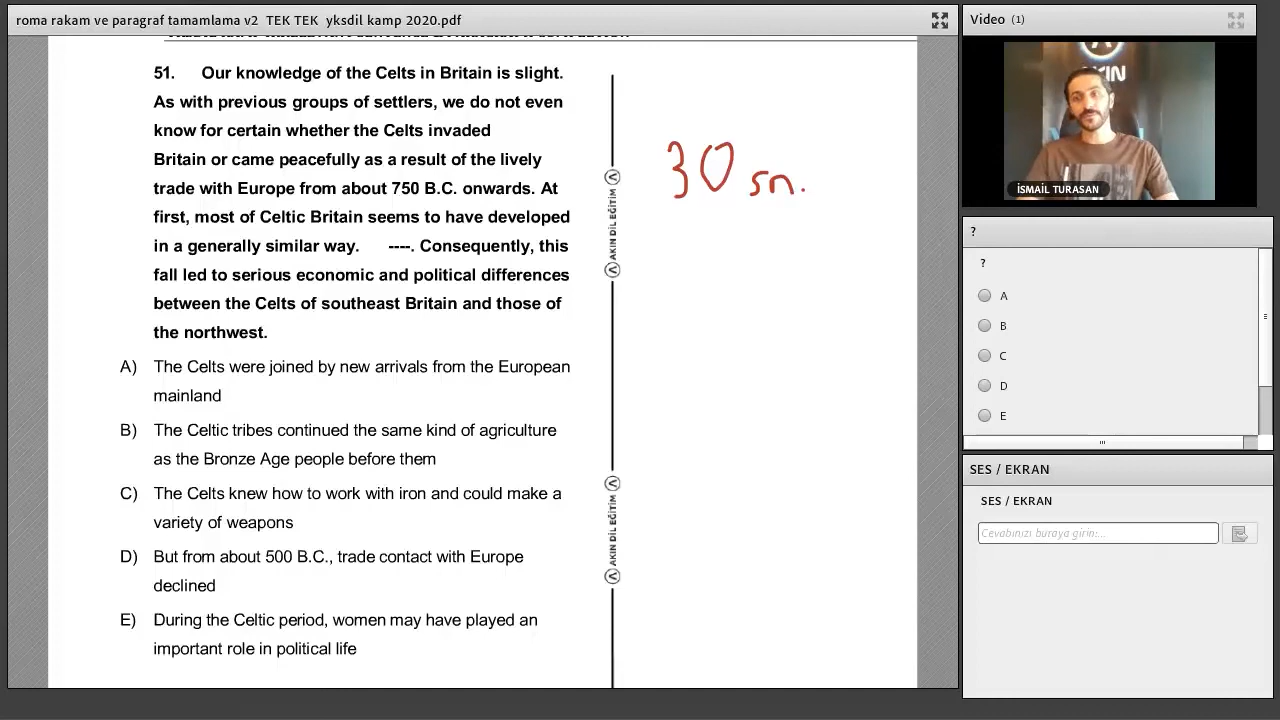 roma rakam ve paragraf tamamlama v2 TEK TEK yksdil kamp 2020.pdf
51. Our knowledge of the Celts in Britain is slight.
As with previous groups of settlers, we do not even
know for certain whether the Celts invaded
Britain or came peacefully as a result of the lively
trade with Europe from about 750 B.C. onwards. At
first, most of Celtic Britain seems to have developed
in a generally similar way. ----. Consequently, this
fall led to serious economic and political differences
between the Celts of southeast Britain and those of
the northwest.
A) The Celts were joined by new arrivals from the European
mainland
B) The Celtic tribes continued the same kind of agriculture
as the Bronze Age people before them
C) The Celts knew how to work with iron and could make a
variety of weapons
D) But from about 500 B.C., trade contact with Europe
declined
E) During the Celtic period, women may have played an
important role in political life
AKIN DİL EĞİTİM
AKIN DİL EĞİTİM
30 sn.
Video (1)
AKIN
İSMAİL TURASAN
?
?
A
B
C
D
E
SES / EKRAN
SES / EKRAN
Cevabınızı buraya girin:...